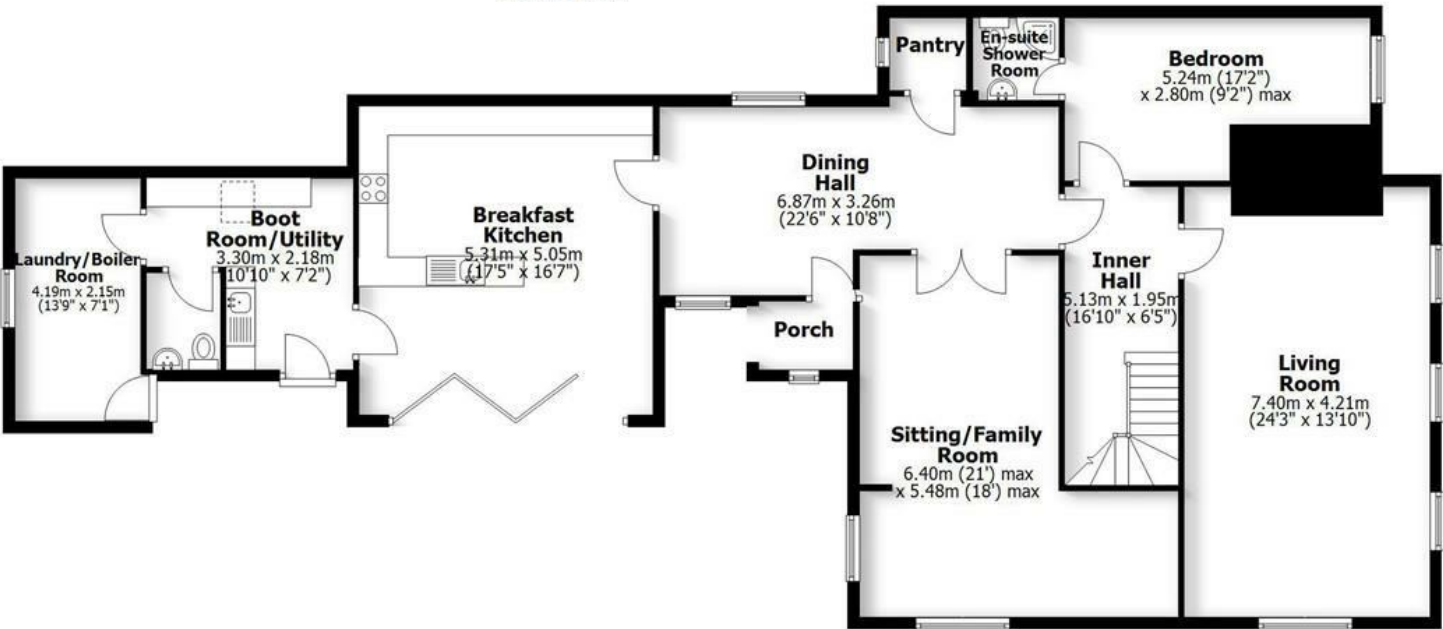 Pantry
En-suite
Shower
Room
Bedroom
5.24m (17'2")
x 2.80m (9'2") max
Dining
Hall
6.87m x 3.26m
(22'6" x 10'8")
Breakfast
Kitchen
5.31m x 5.05m
(17'5" x 16'7")
Boot
Room/Utility
3.30m x 2.18m
(10'10" x 7'2")
Laundry/Boiler
Room
4.19m x 2.15m
(13'9" x 7'1")
Inner
Hall
5.13m x 1.95m
(16'10" x 6'5")
Porch
Living
Room
7.40m x 4.21m
(24'3" x 13'10")
Sitting/Family
Room
6.40m (21') max
x 5.48m (18') max